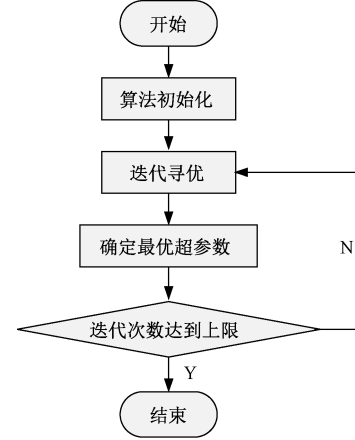 开始
算法初始化
迭代寻优
确定最优超参数
N
迭代次数达到上限
Y
结束